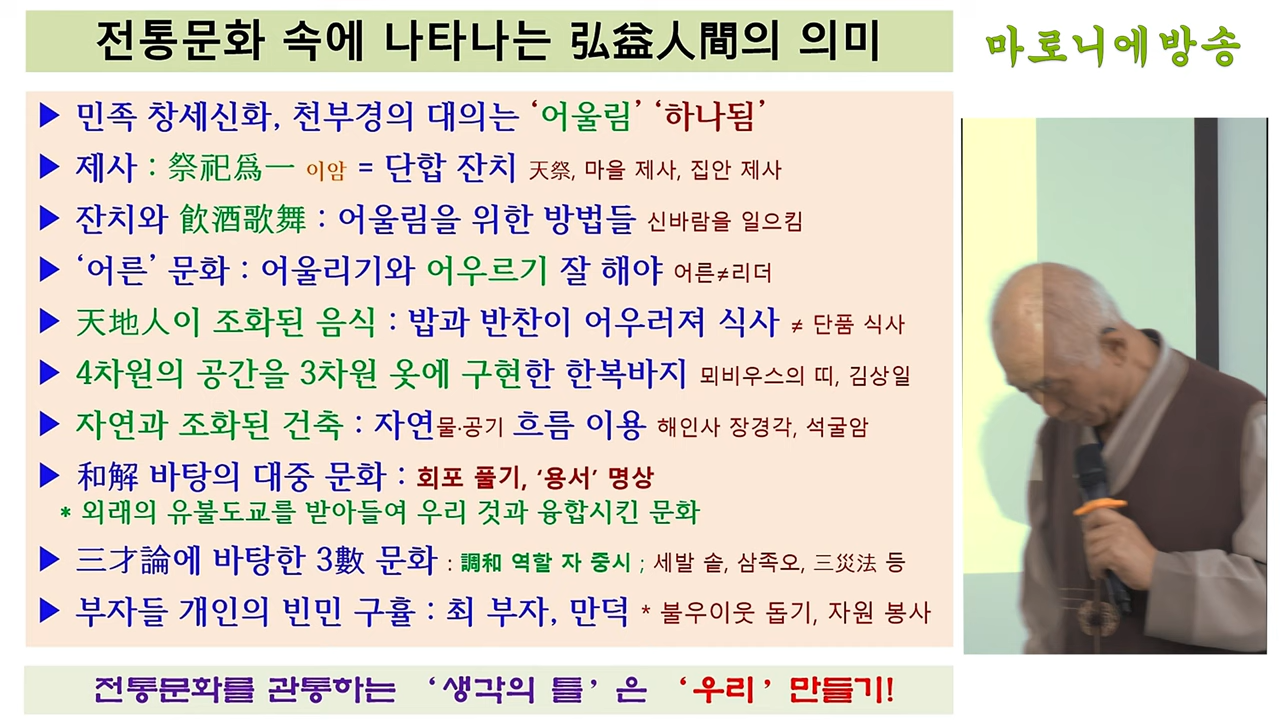 전통문화 속에 나타나는 弘益人間의 의미
마로니에방송
▶ 민족 창세신화, 천부경의 대의는 ‘어울림’ ‘하나됨’
▶ 제사 : 祭祀爲一 이암 = 단합 잔치 天祭, 마을 제사, 집안 제사
▶ 잔치와 飮酒歌舞 : 어울림을 위한 방법들 신바람을 일으킴
▶ ‘어른’ 문화 : 어울리기와 어우르기 잘 해야 어른≠리더
▶ 天地人이 조화된 음식 : 밥과 반찬이 어우러져 식사 ≠ 단품 식사
▶ 4차원의 공간을 3차원 옷에 구현한 한복바지 뫼비우스의 띠, 김상일
▶ 자연과 조화된 건축 : 자연물·공기 흐름 이용 해인사 장경각, 석굴암
▶ 和解 바탕의 대중 문화 : 회포 풀기, ‘용서’ 명상
* 외래의 유불도교를 받아들여 우리 것과 융합시킨 문화
▶ 三才論에 바탕한 3數 문화 : 調和 역할 자 중시 ; 세발 솥, 삼족오, 三災法 등
▶ 부자들 개인의 빈민 구휼 : 최 부자, 만덕 * 불우이웃 돕기, 자원 봉사
전통문화를 관통하는 ‘생각의 틀’은 ‘우리’ 만들기!